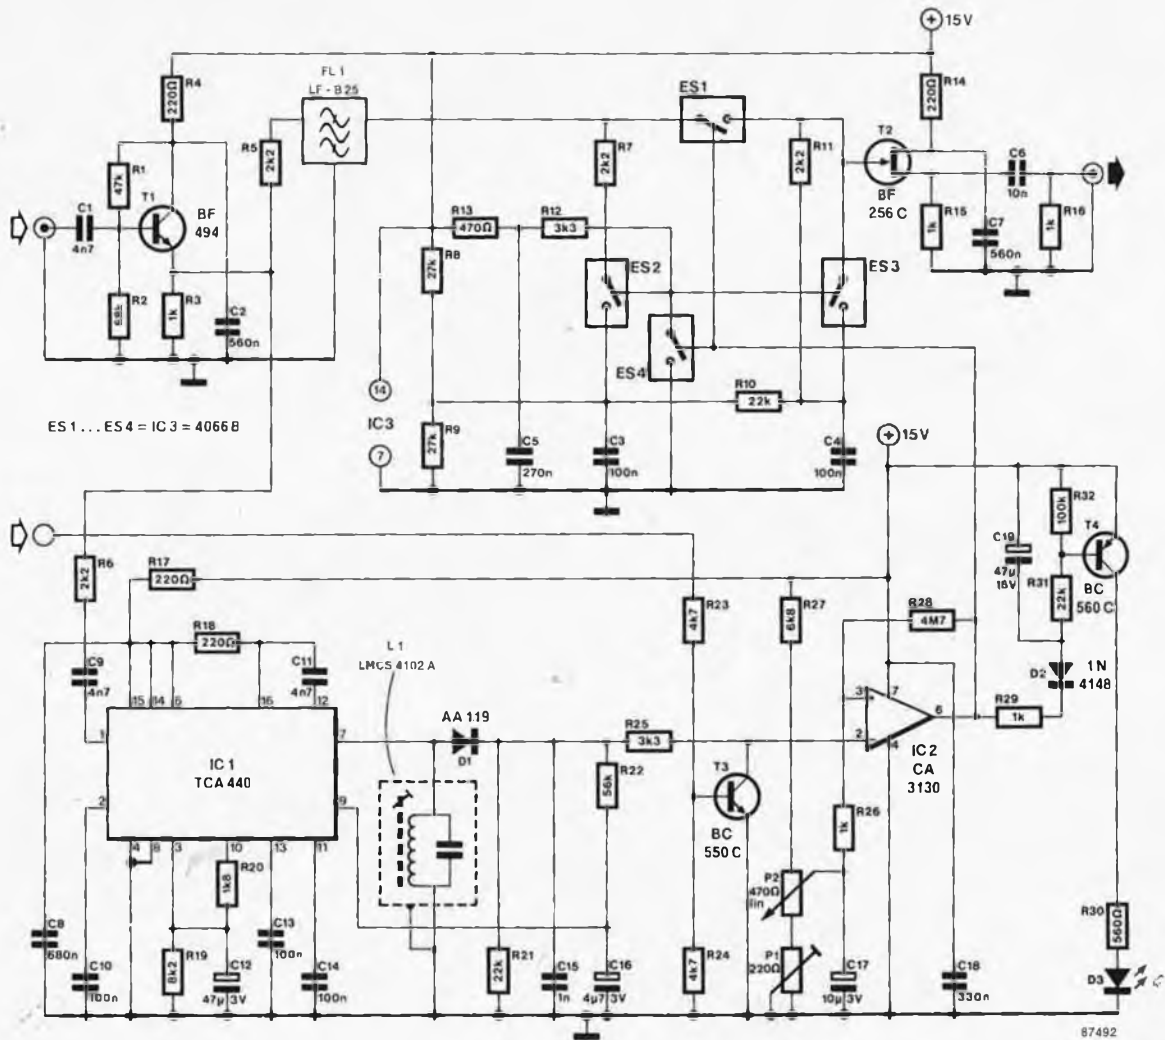 15V
R4
220Ω
FL1
LF-B25
ES1
R14
220Ω
T2
R1
47k
R5
2k2
R7
2k2
R11
2k2
C6
10n
C1
4n7
T1
BF
494
BF
256C
R13
470Ω
R12
3k3
R15
1k
C7
560n
R16
1k
R8
27k
ES2
ES3
R2
68k
R3
1k
C2
560n
ES4
14
R10
22k
IC3
7
ES1...ES4 = IC3 = 4066B
R9
27k
C5
270n
C3
100n
C4
100n
15V
R32
100k
T4
C19
47µ
16V
R31
22k
BC
560C
R6
2k2
R17
220Ω
R23
4k7
R27
6k8
R28
4M7
R18
220Ω
C9
4n7
C11
4n7
L1
LMCS 4102A
D2
1N
4148
15
14
6
16
12
1
7
AA119
D1
R25
3k3
3
7
2
4
6
R29
1k
IC1
TCA440
R22
56k
T3
BC
550C
IC2
CA
3130
2
9
4
8
3
10
13
11
R20
1k8
R26
1k
P2
470Ω
lin
C8
680n
C10
100n
R19
8k2
C12
47µ 3V
C13
100n
C14
100n
R21
22k
C15
1n
C16
4µ7 3V
R24
4k7
P1
220Ω
C17
10µ 3V
C18
330n
R30
560Ω
D3
87492